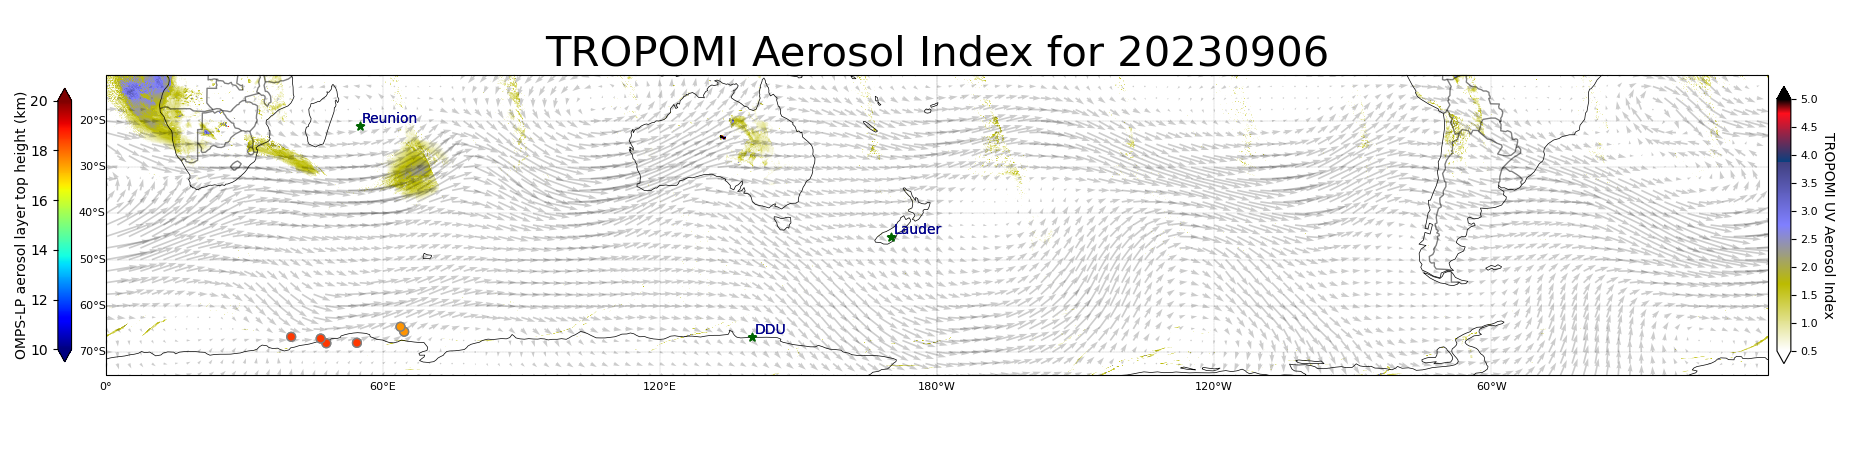 TROPOMI Aerosol Index for 20230906
OMPS-LP aerosol layer top height (km)
20
18
16
14
12
10
20°S
30°S
40°S
50°S
60°S
70°S
Reunion
Lauder
DDU
0°
60°E
120°E
180°W
120°W
60°W
5.0
4.5
4.0
3.5
3.0
2.5
2.0
1.5
1.0
0.5
TROPOMI UV Aerosol Index